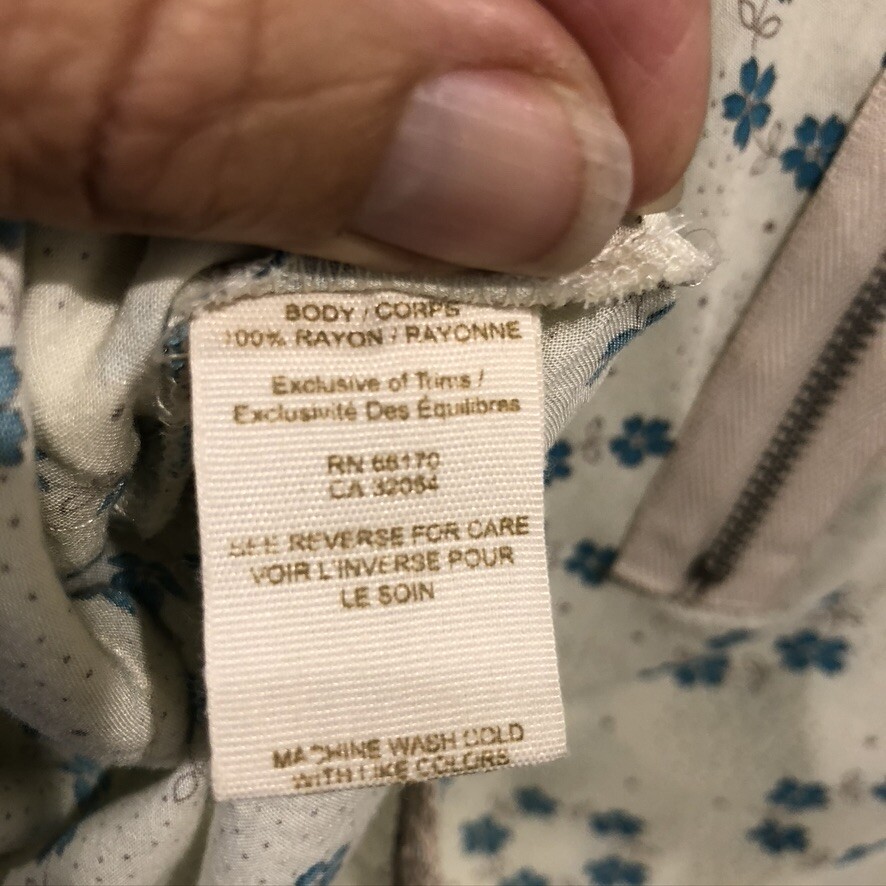 BODY / CORPS
100% RAYON / RAYONNE
Exclusive of Trims /
Exclusivité Des Équilibres
RN 66170
CA 32054
SEE REVERSE FOR CARE
VOIR L'INVERSE POUR
LE SOIN
MACHINE WASH COLD
WITH LIKE COLORS